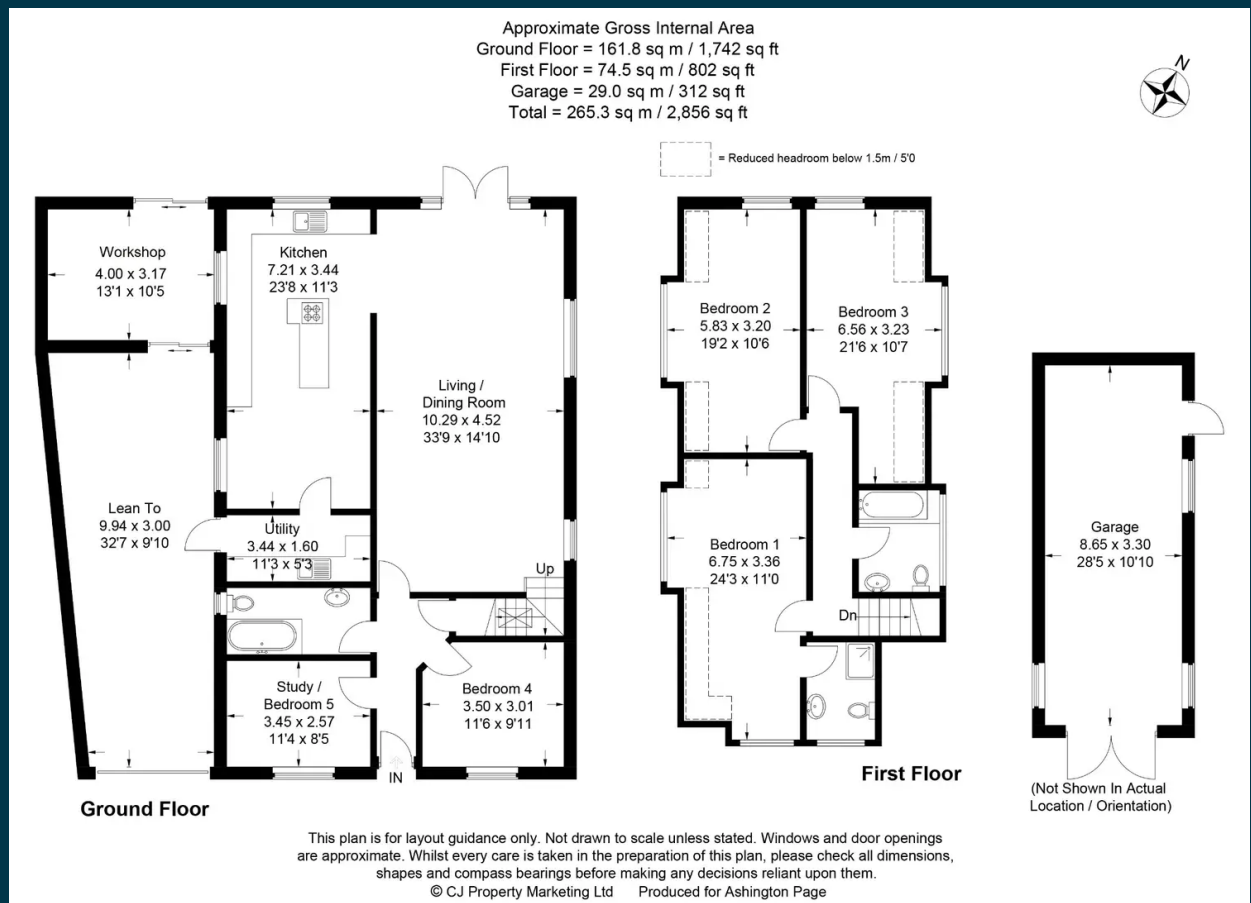 Approximate Gross Internal Area
Ground Floor = 161.8 sq m / 1,742 sq ft
First Floor = 74.5 sq m / 802 sq ft
Garage = 29.0 sq m / 312 sq ft
Total = 265.3 sq m / 2,856 sq ft
N
= Reduced headroom below 1.5m / 5'0
Workshop
4.00 x 3.17
13'1 x 10'5
Kitchen
7.21 x 3.44
23'8 x 11'3
Living /
Dining Room
10.29 x 4.52
33'9 x 14'10
Lean To
9.94 x 3.00
32'7 x 9'10
Utility
3.44 x 1.60
11'3 x 5'3
Up
Study /
Bedroom 5
3.45 x 2.57
11'4 x 8'5
Bedroom 4
3.50 x 3.01
11'6 x 9'11
IN
Ground Floor
Bedroom 2
5.83 x 3.20
19'2 x 10'6
Bedroom 3
6.56 x 3.23
21'6 x 10'7
Bedroom 1
6.75 x 3.36
24'3 x 11'0
Dn
First Floor
Garage
8.65 x 3.30
28'5 x 10'10
(Not Shown In Actual
Location / Orientation)
This plan is for layout guidance only. Not drawn to scale unless stated. Windows and door openings
are approximate. Whilst every care is taken in the preparation of this plan, please check all dimensions,
shapes and compass bearings before making any decisions reliant upon them.
© CJ Property Marketing Ltd Produced for Ashington Page